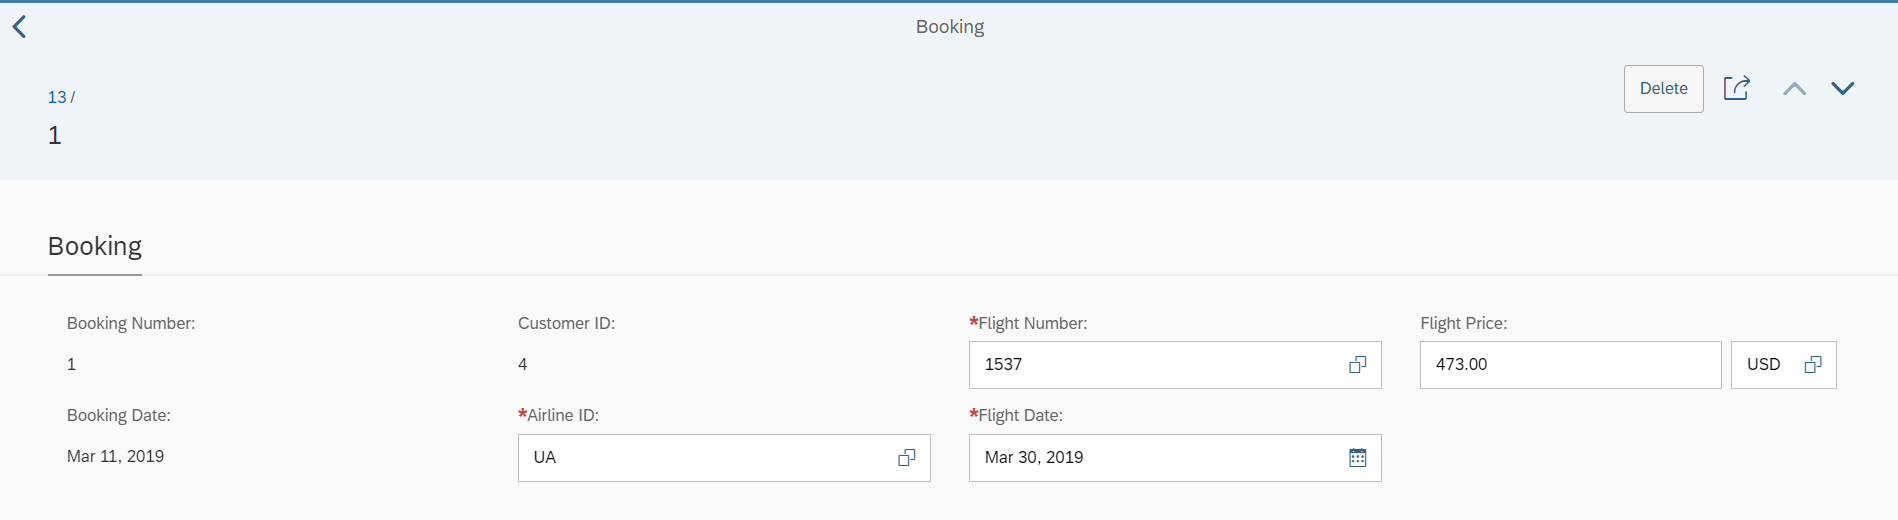 Booking
Delete
13 /
1
Booking
Booking Number:
1
Customer ID:
4
*Flight Number:
1537
Flight Price:
473.00
USD
Booking Date:
Mar 11, 2019
*Airline ID:
UA
*Flight Date:
Mar 30, 2019